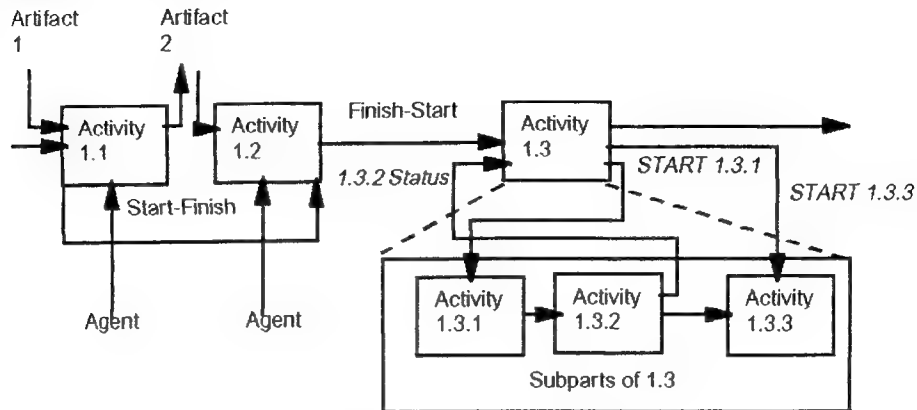 Artifact
1
Artifact
2
Activity
1.1
Activity
1.2
Finish-Start
Activity
1.3
1.3.2 Status
START 1.3.1
START 1.3.3
Start-Finish
Agent
Agent
Activity
1.3.1
Activity
1.3.2
Activity
1.3.3
Subparts of 1.3